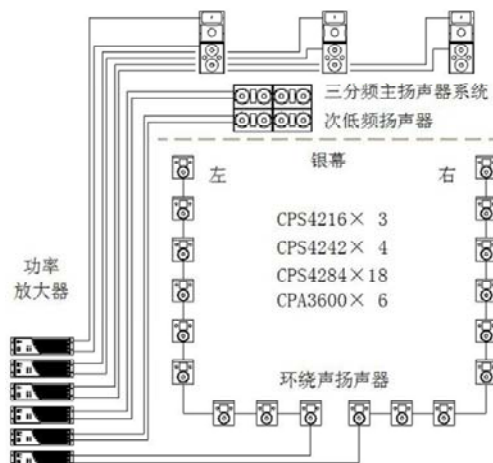 三分频主扬声器系统
次低频扬声器
银幕
左
右
CPS4216× 3
CPS4242× 4
CPS4284×18
CPA3600× 6
功率
放大器
环绕声扬声器